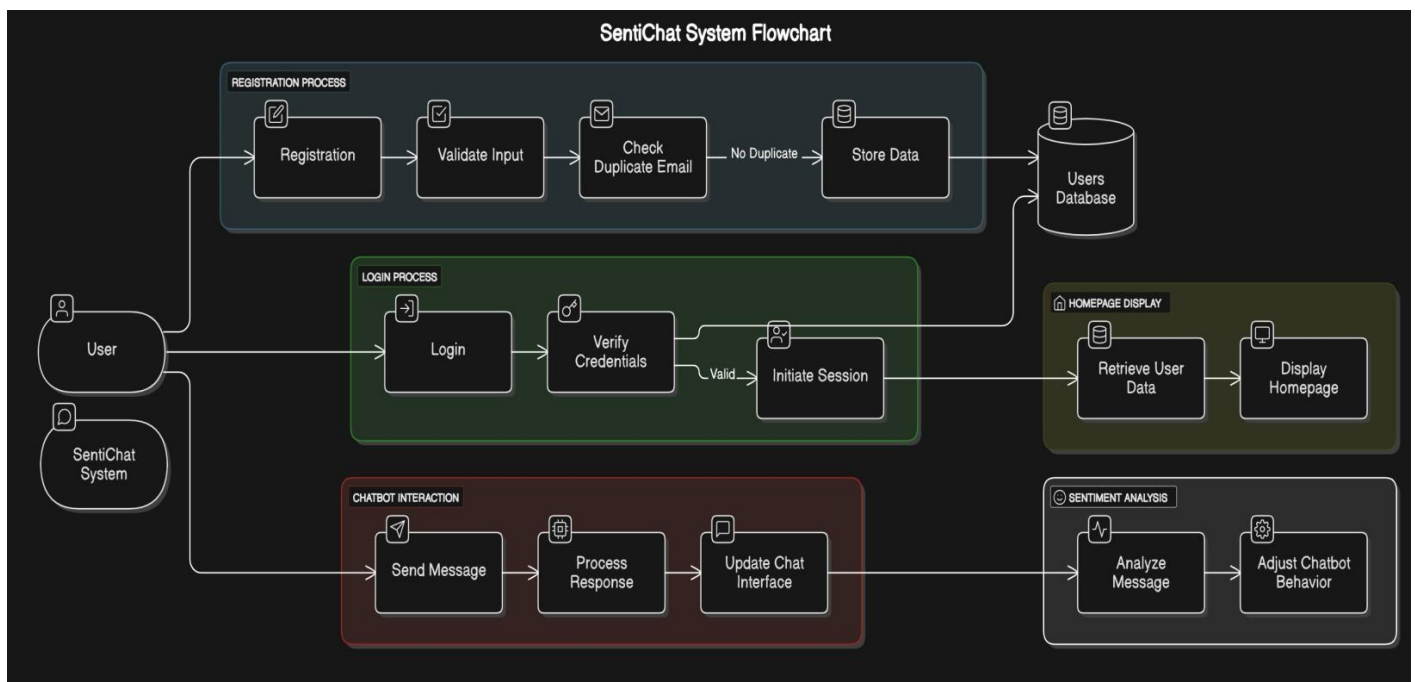 SentiChat System Flowchart
REGISTRATION PROCESS
Registration
Validate Input
Check
Duplicate Email
No Duplicate
Store Data
Users
Database
LOGIN PROCESS
User
Login
Verify
Credentials
Valid
Initiate Session
HOMEPAGE DISPLAY
Retrieve User
Data
Display
Homepage
SentiChat
System
CHATBOT INTERACTION
Send Message
Process
Response
Update Chat
Interface
SENTIMENT ANALYSIS
Analyze
Message
Adjust Chatbot
Behavior